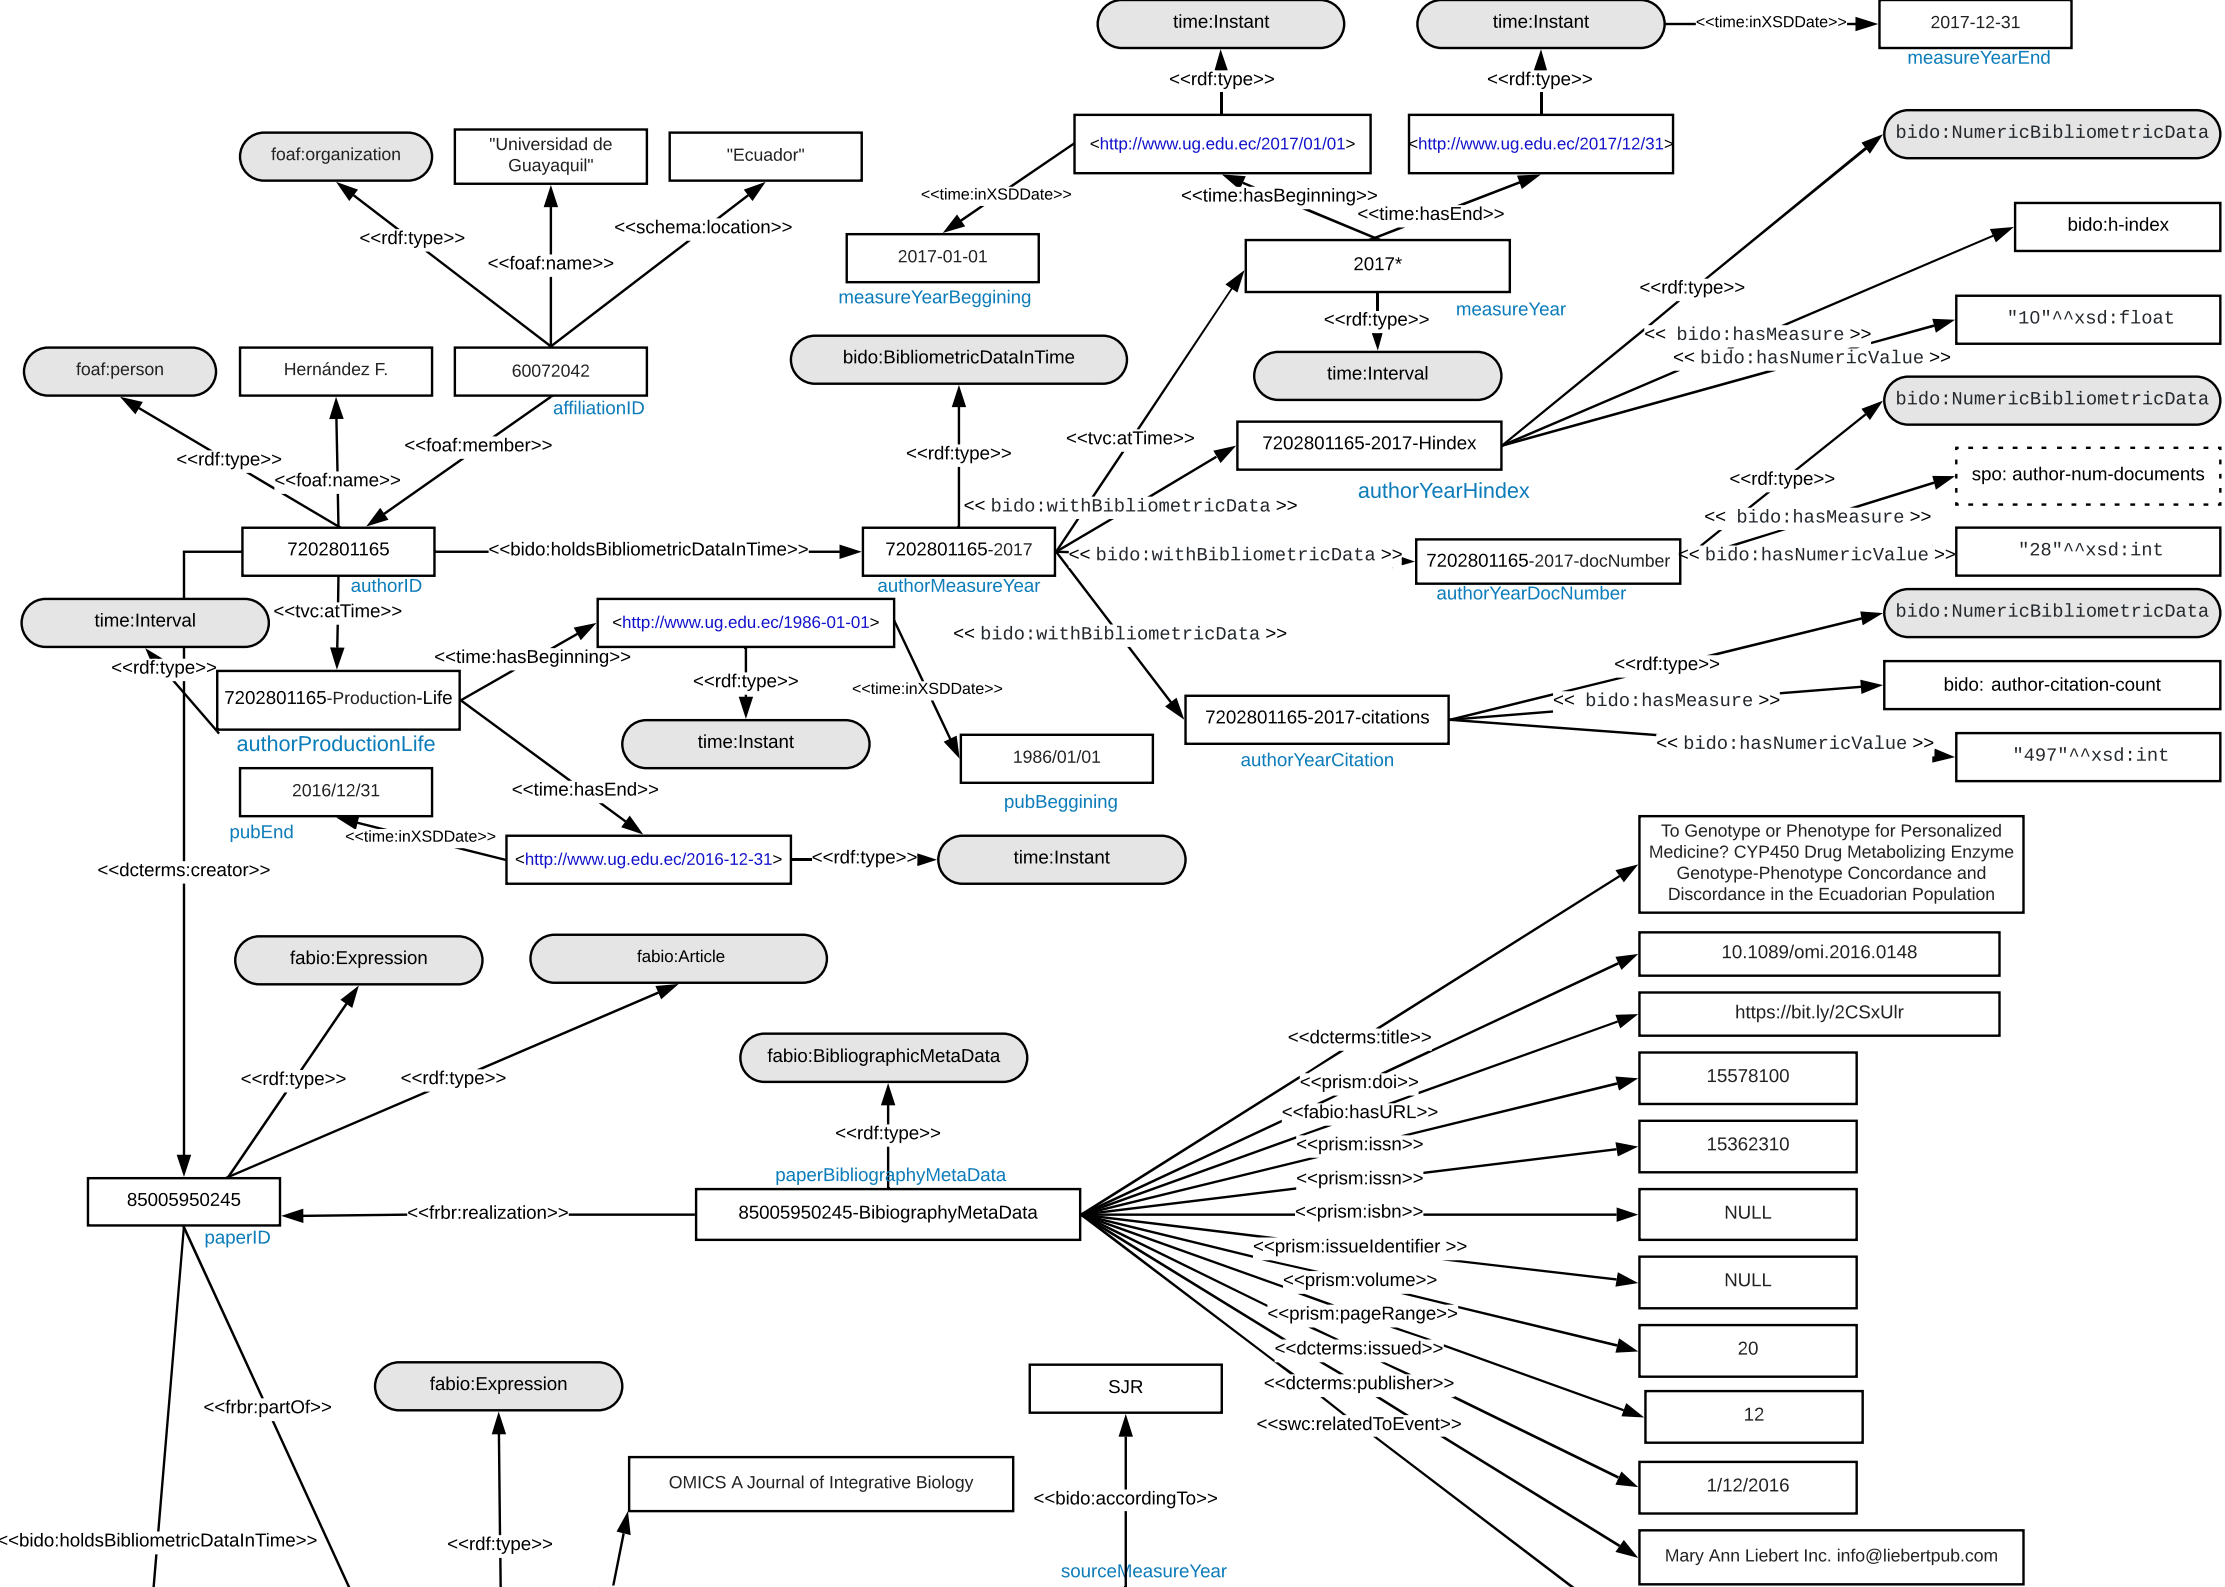 time:Instant
time:Instant
<<time:inXSDDate>>
2017-12-31
measureYearEnd
<<rdf:type>>
<<rdf:type>>
foaf:organization
"Universidad de
Guayaquil"
"Ecuador"
<http://www.ug.edu.ec/2017/01/01>
<http://www.ug.edu.ec/2017/12/31>
bido:NumericBibliometricData
<<time:inXSDDate>>
<<time:hasBeginning>>
<<time:hasEnd>>
<<rdf:type>>
<<foaf:name>>
<<schema:location>>
bido:h-index
2017-01-01
measureYearBeggining
2017*
measureYear
<<rdf:type>>
<<rdf:type>>
"10"^^xsd:float
<< bido:hasMeasure >>
<< bido:hasNumericValue >>
foaf:person
Hernández F.
60072042
affiliationID
bido:BibliometricDataInTime
time:Interval
bido:NumericBibliometricData
<<rdf:type>>
<<foaf:name>>
<<foaf:member>>
<<rdf:type>>
<<tvc:atTime>>
7202801165-2017-Hindex
authorYearHindex
<<rdf:type>>
spo: author-num-documents
<< bido:withBibliometricData >>
<< bido:hasMeasure >>
7202801165
authorID
<<bido:holdsBibliometricDataInTime>>
7202801165-2017
authorMeasureYear
<< bido:withBibliometricData >>
7202801165-2017-docNumber
authorYearDocNumber
<< bido:hasNumericValue >>
"28"^^xsd:int
time:Interval
<<tvc:atTime>>
<http://www.ug.edu.ec/1986-01-01>
<< bido:withBibliometricData >>
bido:NumericBibliometricData
<<rdf:type>>
<<time:hasBeginning>>
<<rdf:type>>
<<time:inXSDDate>>
<<rdf:type>>
<< bido:hasMeasure >>
bido: author-citation-count
7202801165-Production-Life
authorProductionLife
7202801165-2017-citations
authorYearCitation
<< bido:hasNumericValue >>
"497"^^xsd:int
time:Instant
1986/01/01
pubBeggining
2016/12/31
pubEnd
<<time:hasEnd>>
<<time:inXSDDate>>
<http://www.ug.edu.ec/2016-12-31>
<<rdf:type>>
time:Instant
<<dcterms:creator>>
To Genotype or Phenotype for Personalized
Medicine? CYP450 Drug Metabolizing Enzyme
Genotype-Phenotype Concordance and
Discordance in the Ecuadorian Population
fabio:Expression
fabio:Article
10.1089/omi.2016.0148
https://bit.ly/2CSxUlr
<<rdf:type>>
<<rdf:type>>
fabio:BibliographicMetaData
<<dcterms:title>>
<<prism:doi>>
<<fabio:hasURL>>
15578100
<<rdf:type>>
<<prism:issn>>
15362310
paperBibliographyMetaData
<<prism:issn>>
85005950245
paperID
<<frbr:realization>>
85005950245-BibiographyMetaData
<<prism:isbn>>
NULL
<<prism:issueIdentifier >>
NULL
<<prism:volume>>
<<prism:pageRange>>
20
<<dcterms:issued>>
<<dcterms:publisher>>
12
<<swc:relatedToEvent>>
<<frbr:partOf>>
fabio:Expression
SJR
1/12/2016
OMICS A Journal of Integrative Biology
<<bido:accordingTo>>
<<bido:holdsBibliometricDataInTime>>
<<rdf:type>>
Mary Ann Liebert Inc. info@liebertpub.com
sourceMeasureYear